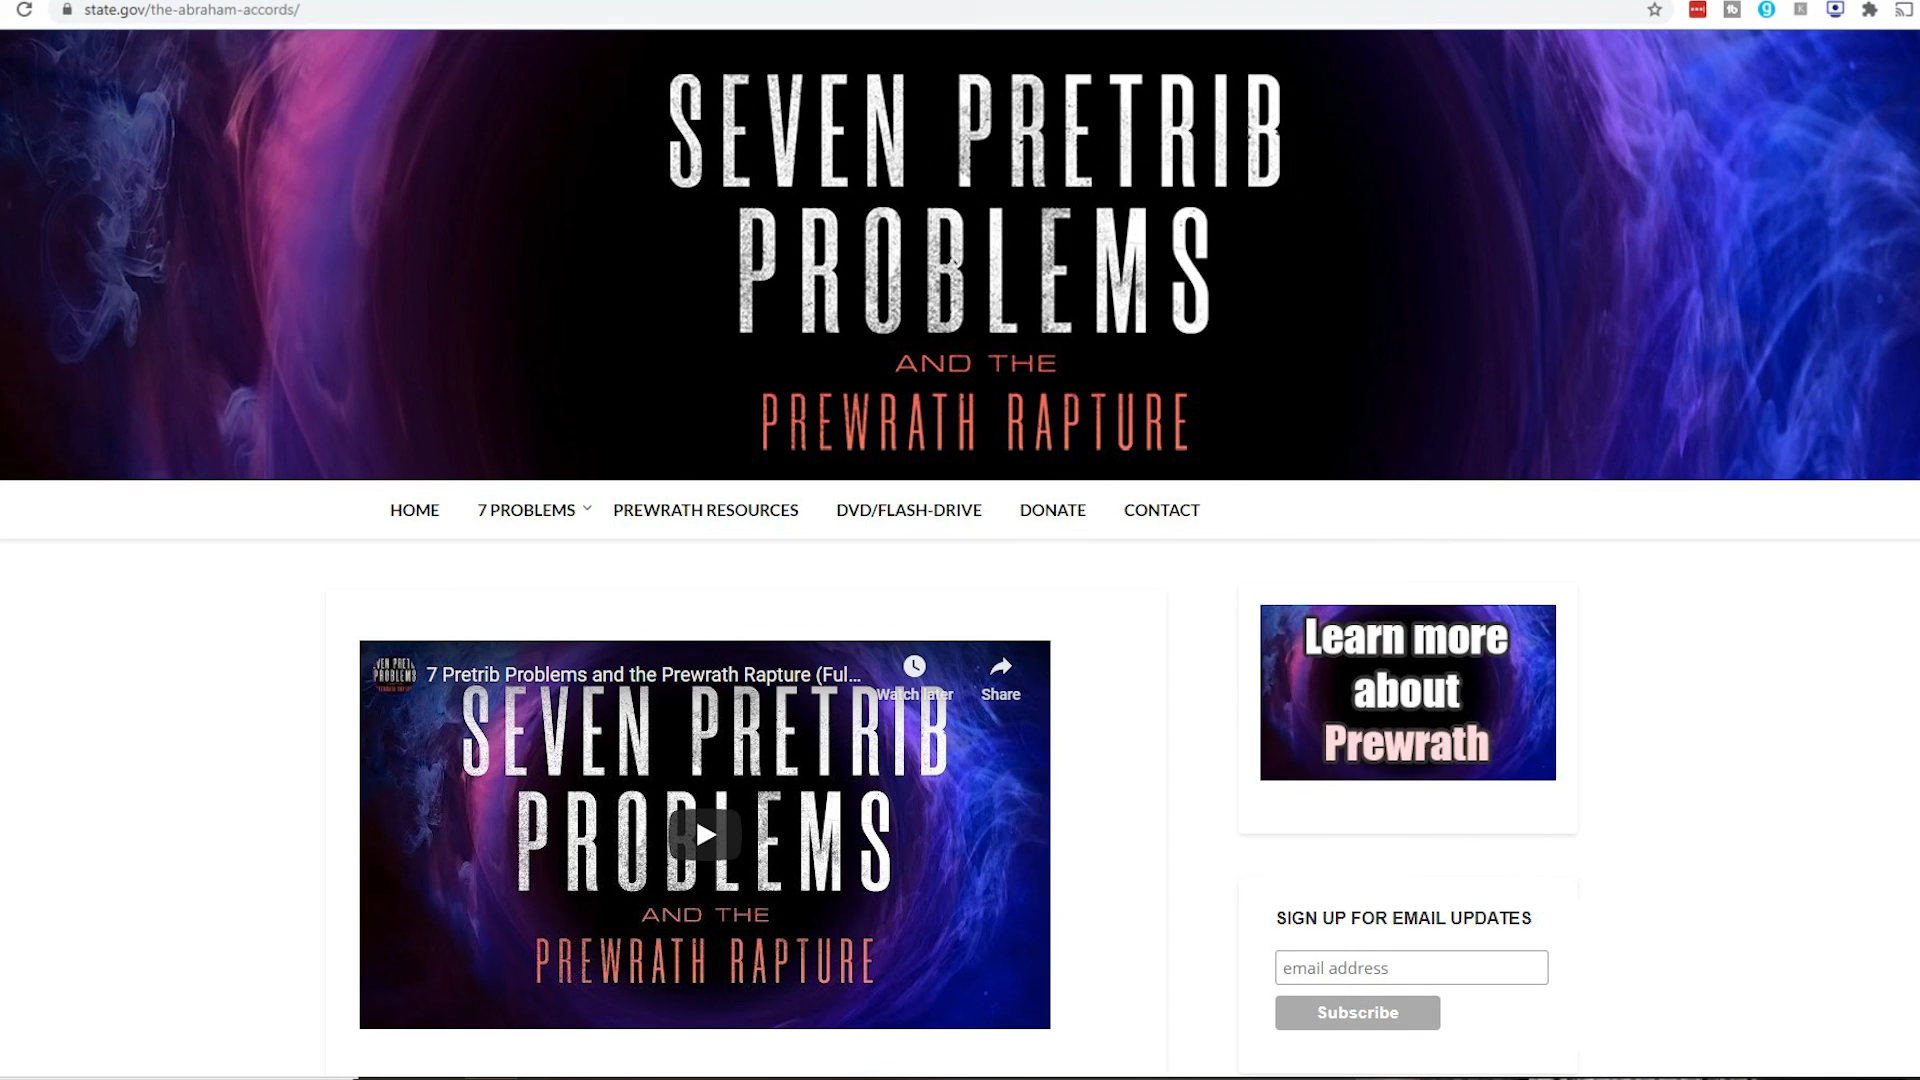 state.gov/the-abraham-accords/
SEVEN PRETRIB
PROBLEMS
AND THE
PREWRATH RAPTURE
HOME 7 PROBLEMS PREWRATH RESOURCES DVD/FLASH-DRIVE DONATE CONTACT
7 Pretrib Problems and the Prewrath Rapture (Ful...
Watch later Share
SEVEN PRETRIB
PROBLEMS
AND THE
PREWRATH RAPTURE
Learn more
about
Prewrath
SIGN UP FOR EMAIL UPDATES
email address
Subscribe